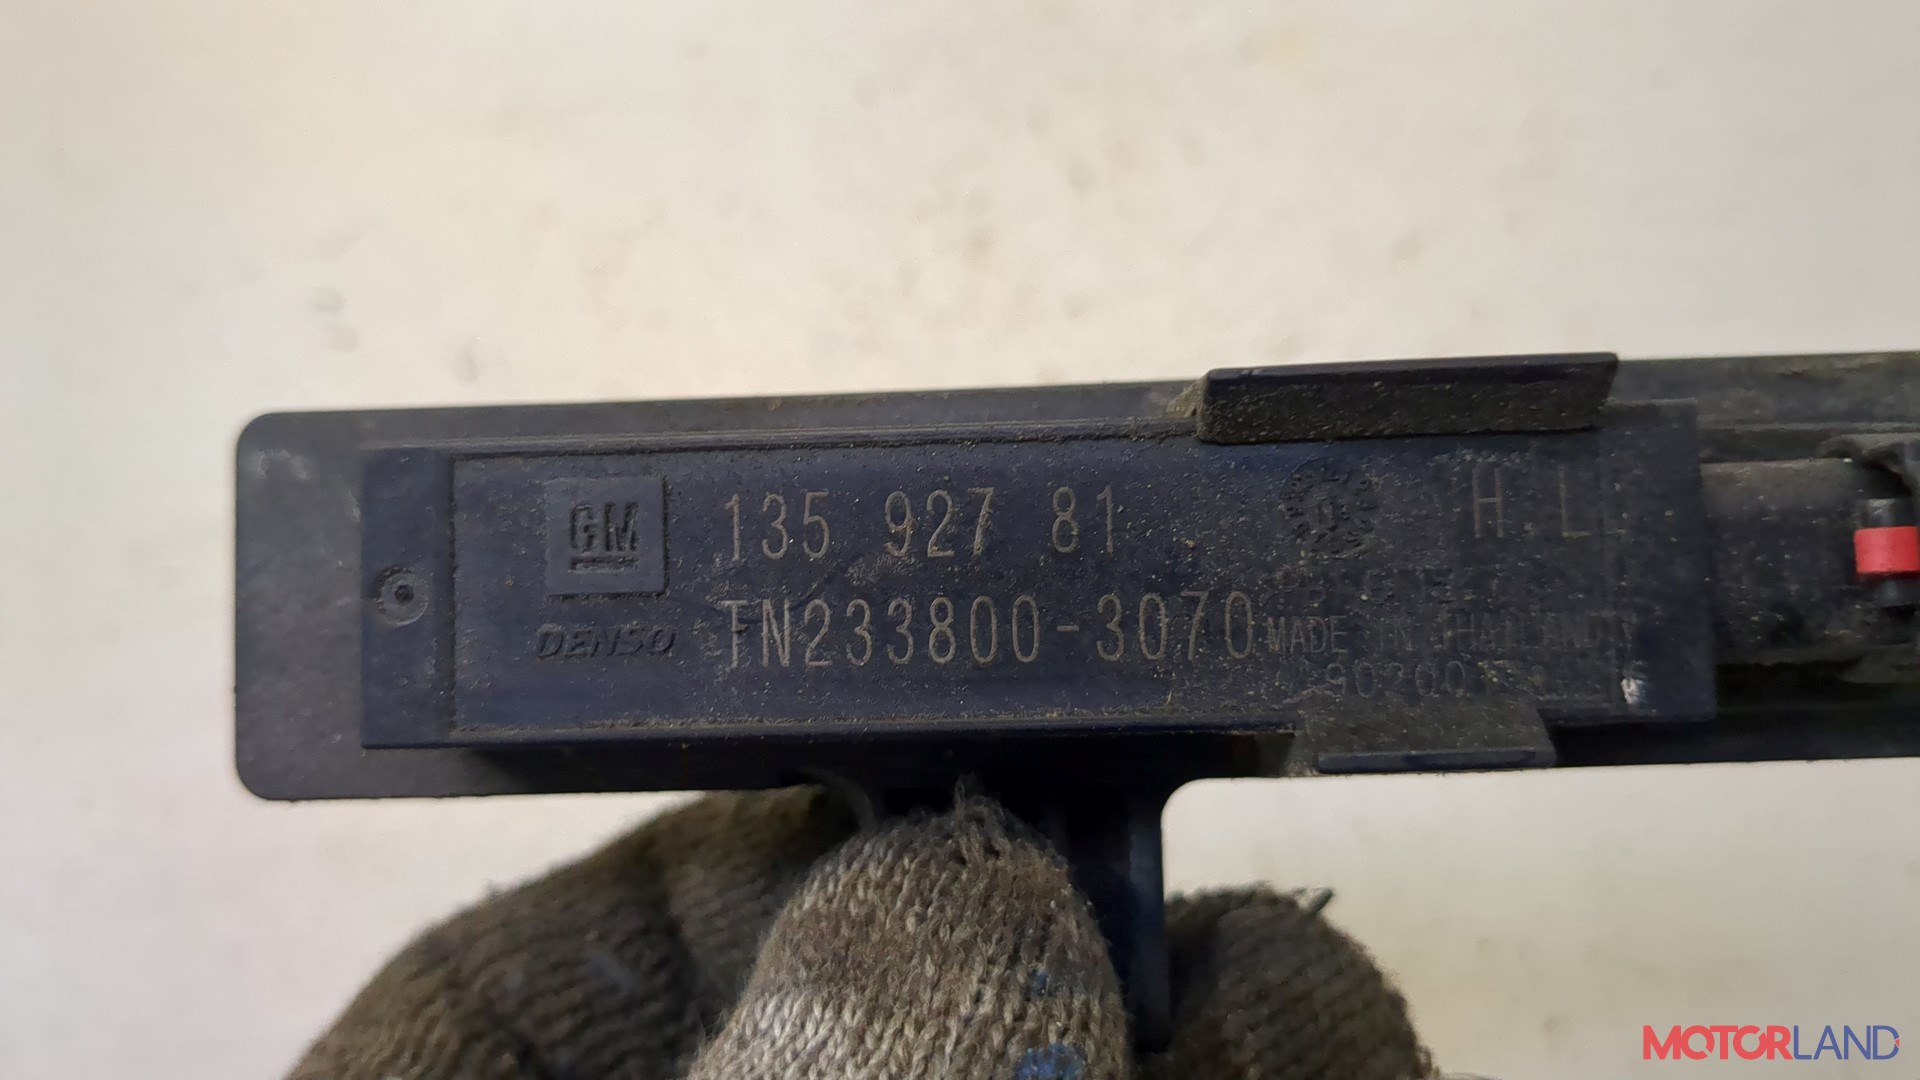 GM 135 927 81 H L
DENSO TN233800-3070 MADE IN THAILAND
MOTORLAND